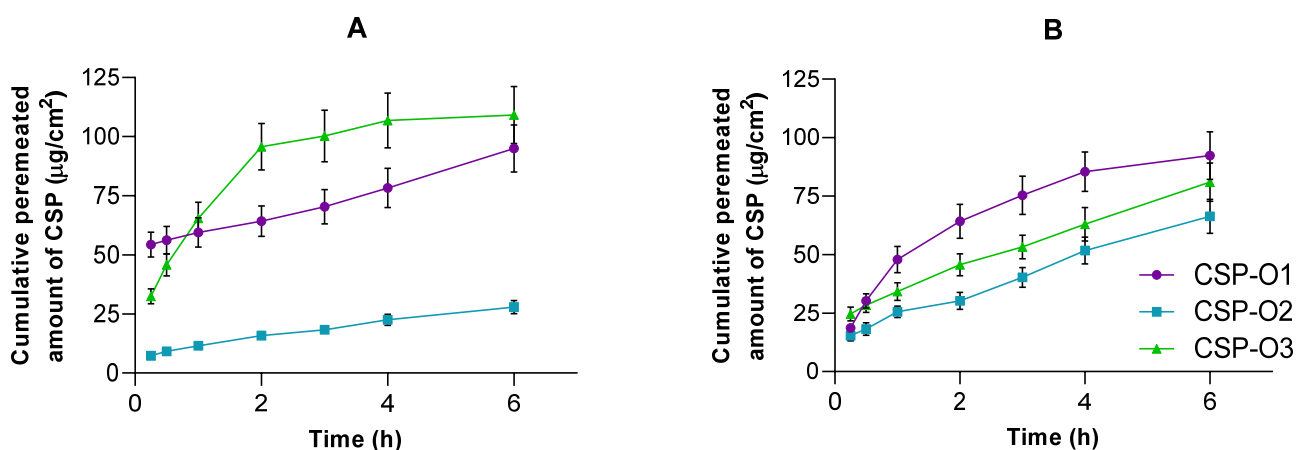 A
Cumulative peremeated
amount of CSP (μg/cm²)
125
100
75
50
25
0
0 2 4 6
Time (h)
B
Cumulative peremeated
amount of CSP (μg/cm²)
125
100
75
50
25
0
0 2 4 6
Time (h)
CSP-O1
CSP-O2
CSP-O3